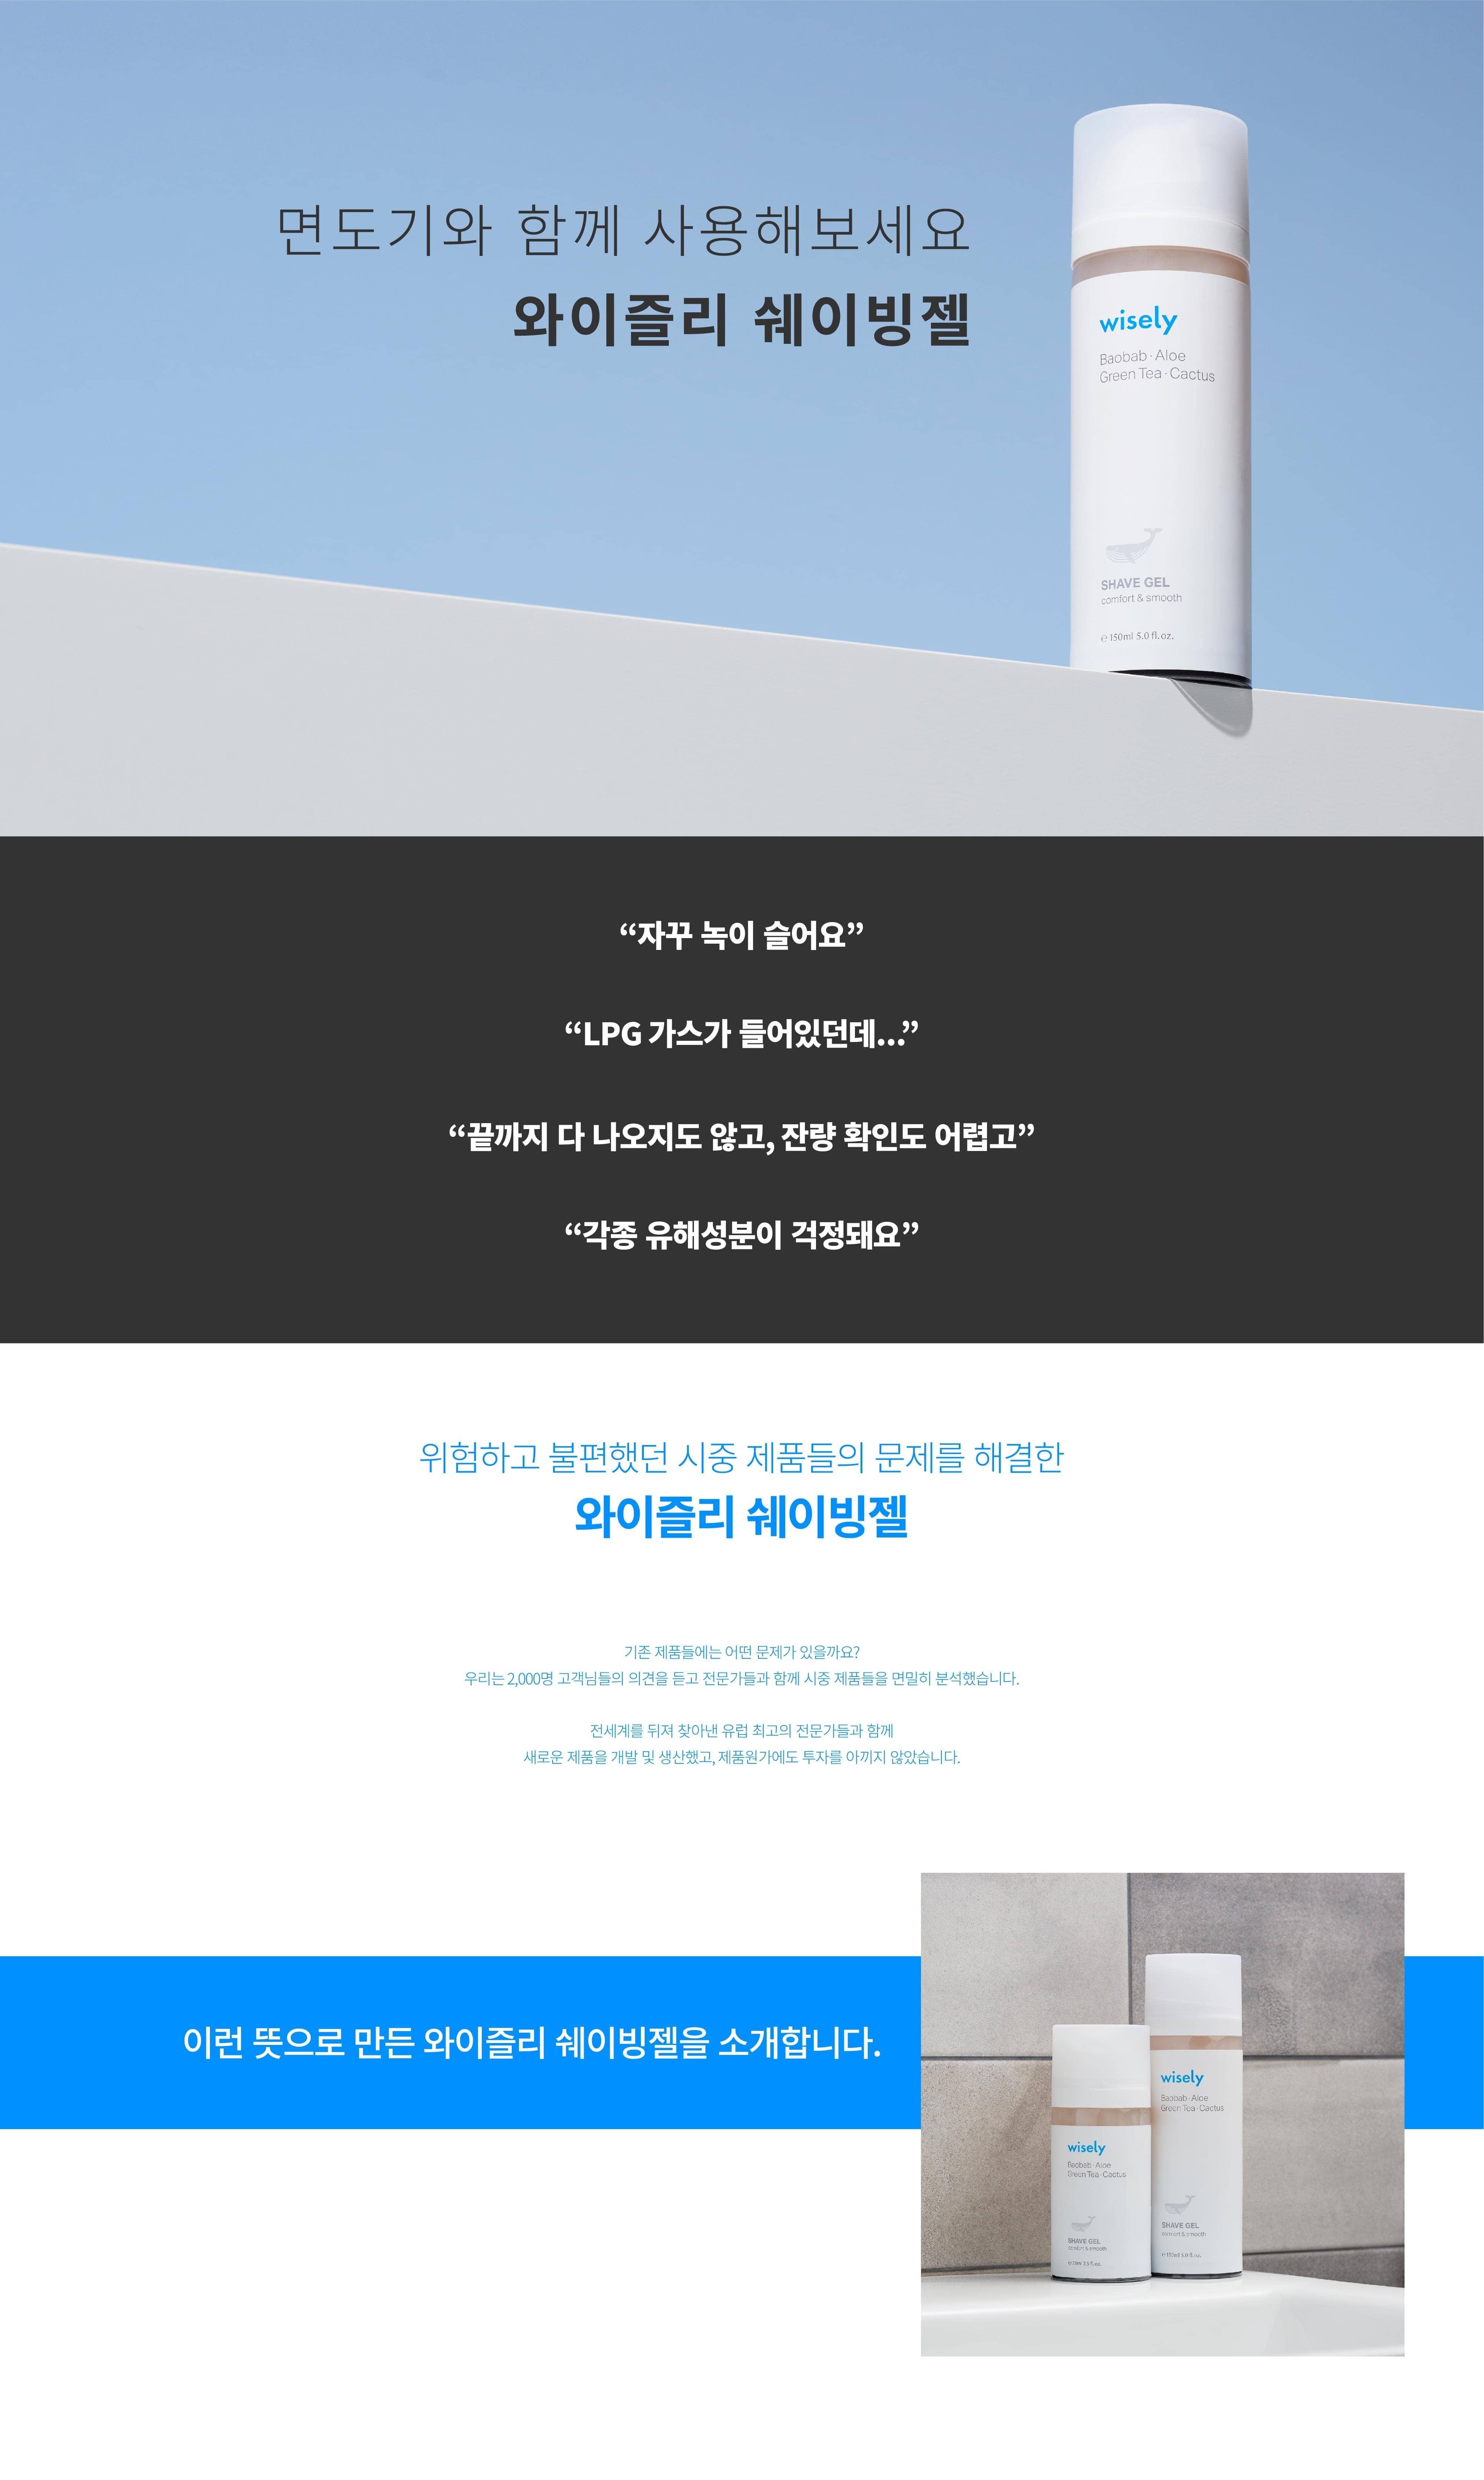 면도기와 함께 사용해보세요
와이즐리 쉐이빙젤
wisely
Baobab · Aloe
Green Tea · Cactus
SHAVE GEL
comfort & smooth
℮ 150ml 5.0 fl.oz.
“자꾸 녹이 슬어요”
“LPG 가스가 들어있던데...”
“끝까지 다 나오지도 않고, 잔량 확인도 어렵고”
“각종 유해성분이 걱정돼요”
위험하고 불편했던 시중 제품들의 문제를 해결한
와이즐리 쉐이빙젤
기존 제품들에는 어떤 문제가 있을까요?
우리는 2,000명 고객님들의 의견을 듣고 전문가들과 함께 시중 제품들을 면밀히 분석했습니다.
전세계를 뒤져 찾아낸 유럽 최고의 전문가들과 함께
새로운 제품을 개발 및 생산했고, 제품원가에도 투자를 아끼지 않았습니다.
이런 뜻으로 만든 와이즐리 쉐이빙젤을 소개합니다.
wisely
Baobab · Aloe
Green Tea · Cactus
SHAVE GEL
comfort & smooth
℮ 150ml 5.0 fl.oz.
wisely
Baobab · Aloe
Green Tea · Cactus
SHAVE GEL
comfort & smooth